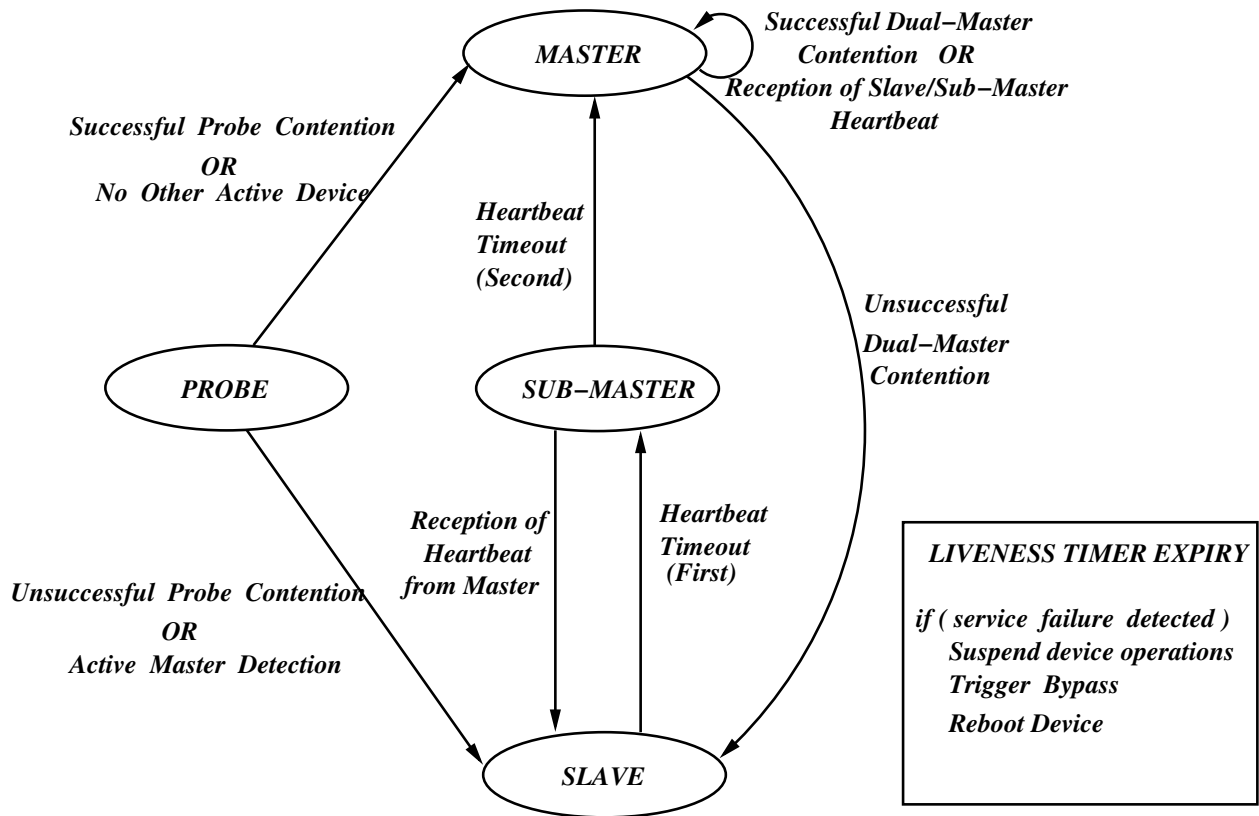 MASTER
Successful Dual−Master
Contention OR
Reception of Slave/Sub−Master
Heartbeat
Successful Probe Contention
OR
No Other Active Device
Heartbeat
Timeout
(Second)
Unsuccessful
Dual−Master
Contention
PROBE
SUB−MASTER
Reception of
Heartbeat
from Master
Heartbeat
Timeout
(First)
Unsuccessful Probe Contention
OR
Active Master Detection
SLAVE
LIVENESS TIMER EXPIRY
if ( service failure detected )
Suspend device operations
Trigger Bypass
Reboot Device